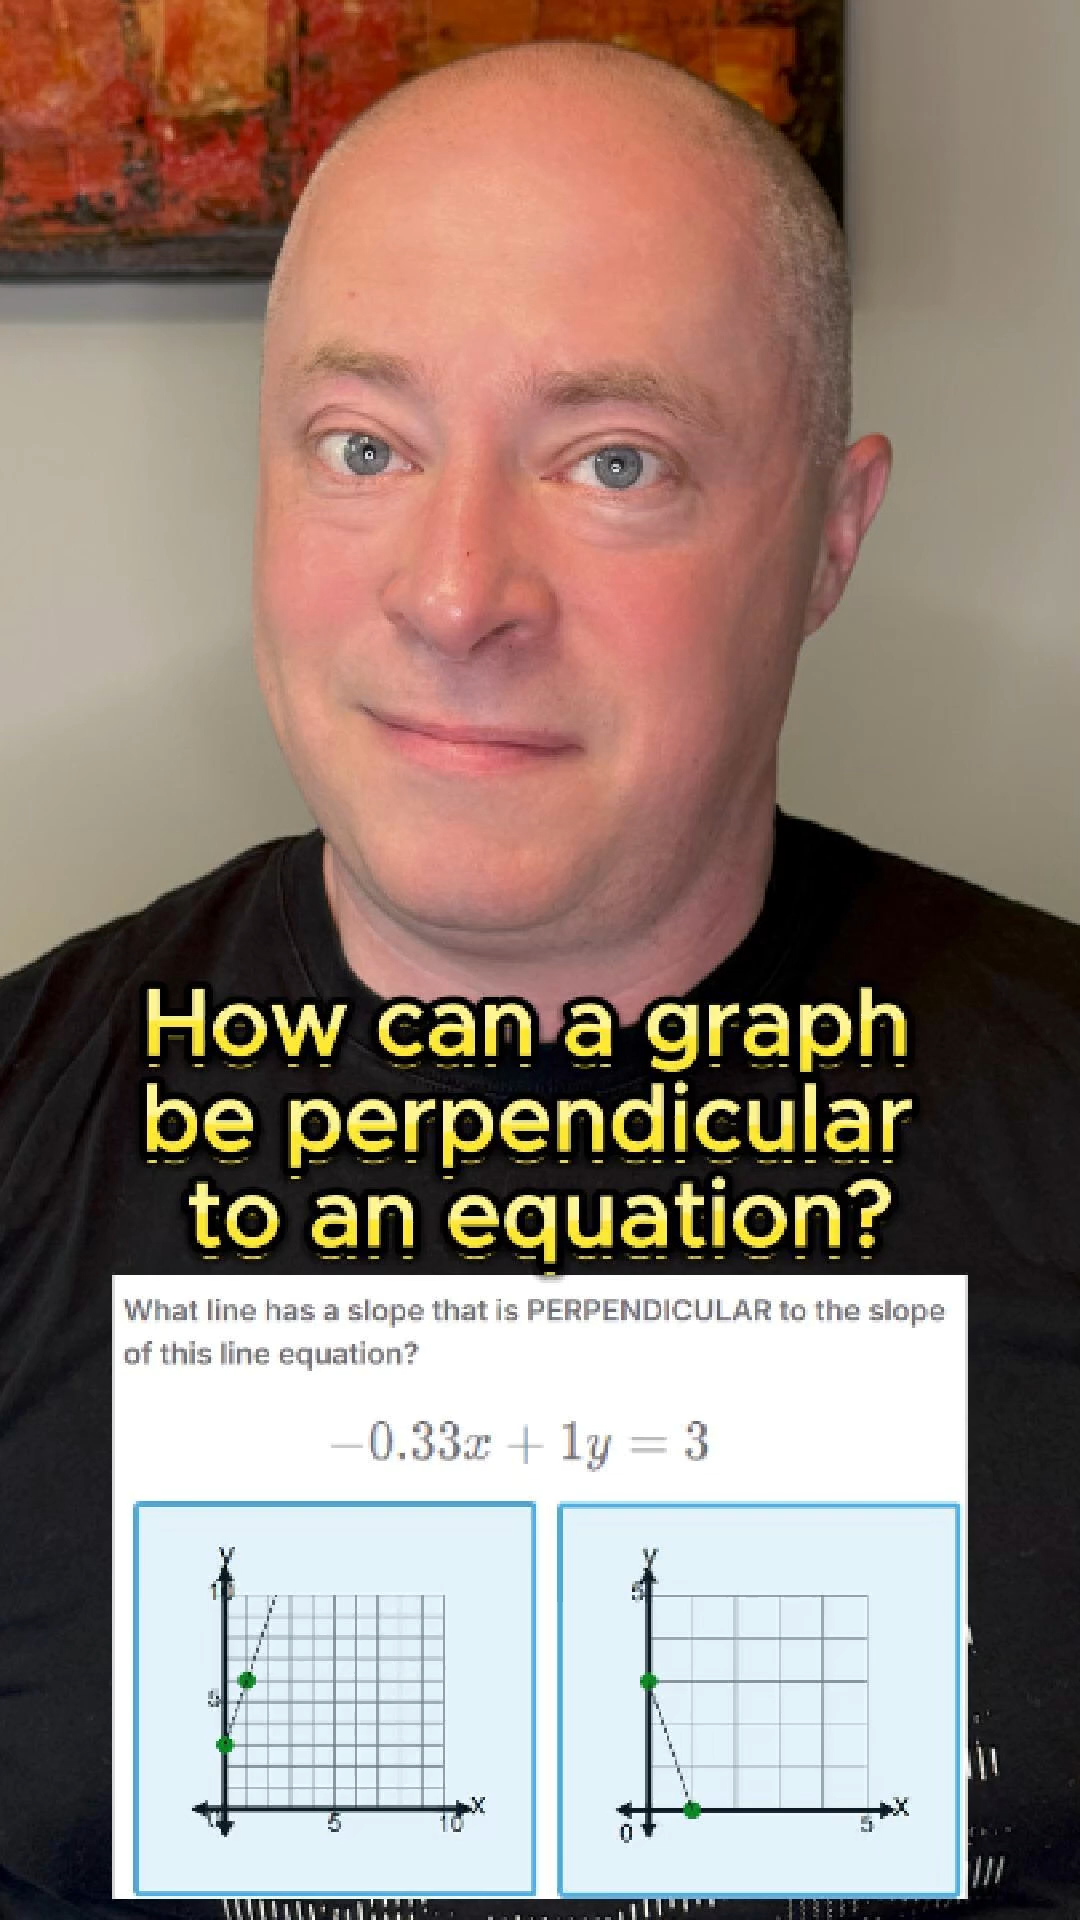 How can a graph
be perpendicular
to an equation?
What line has a slope that is PERPENDICULAR to the slope
of this line equation?
−0.33x + 1y = 3
y
10
5
5
10
x
y
5
0
5
x